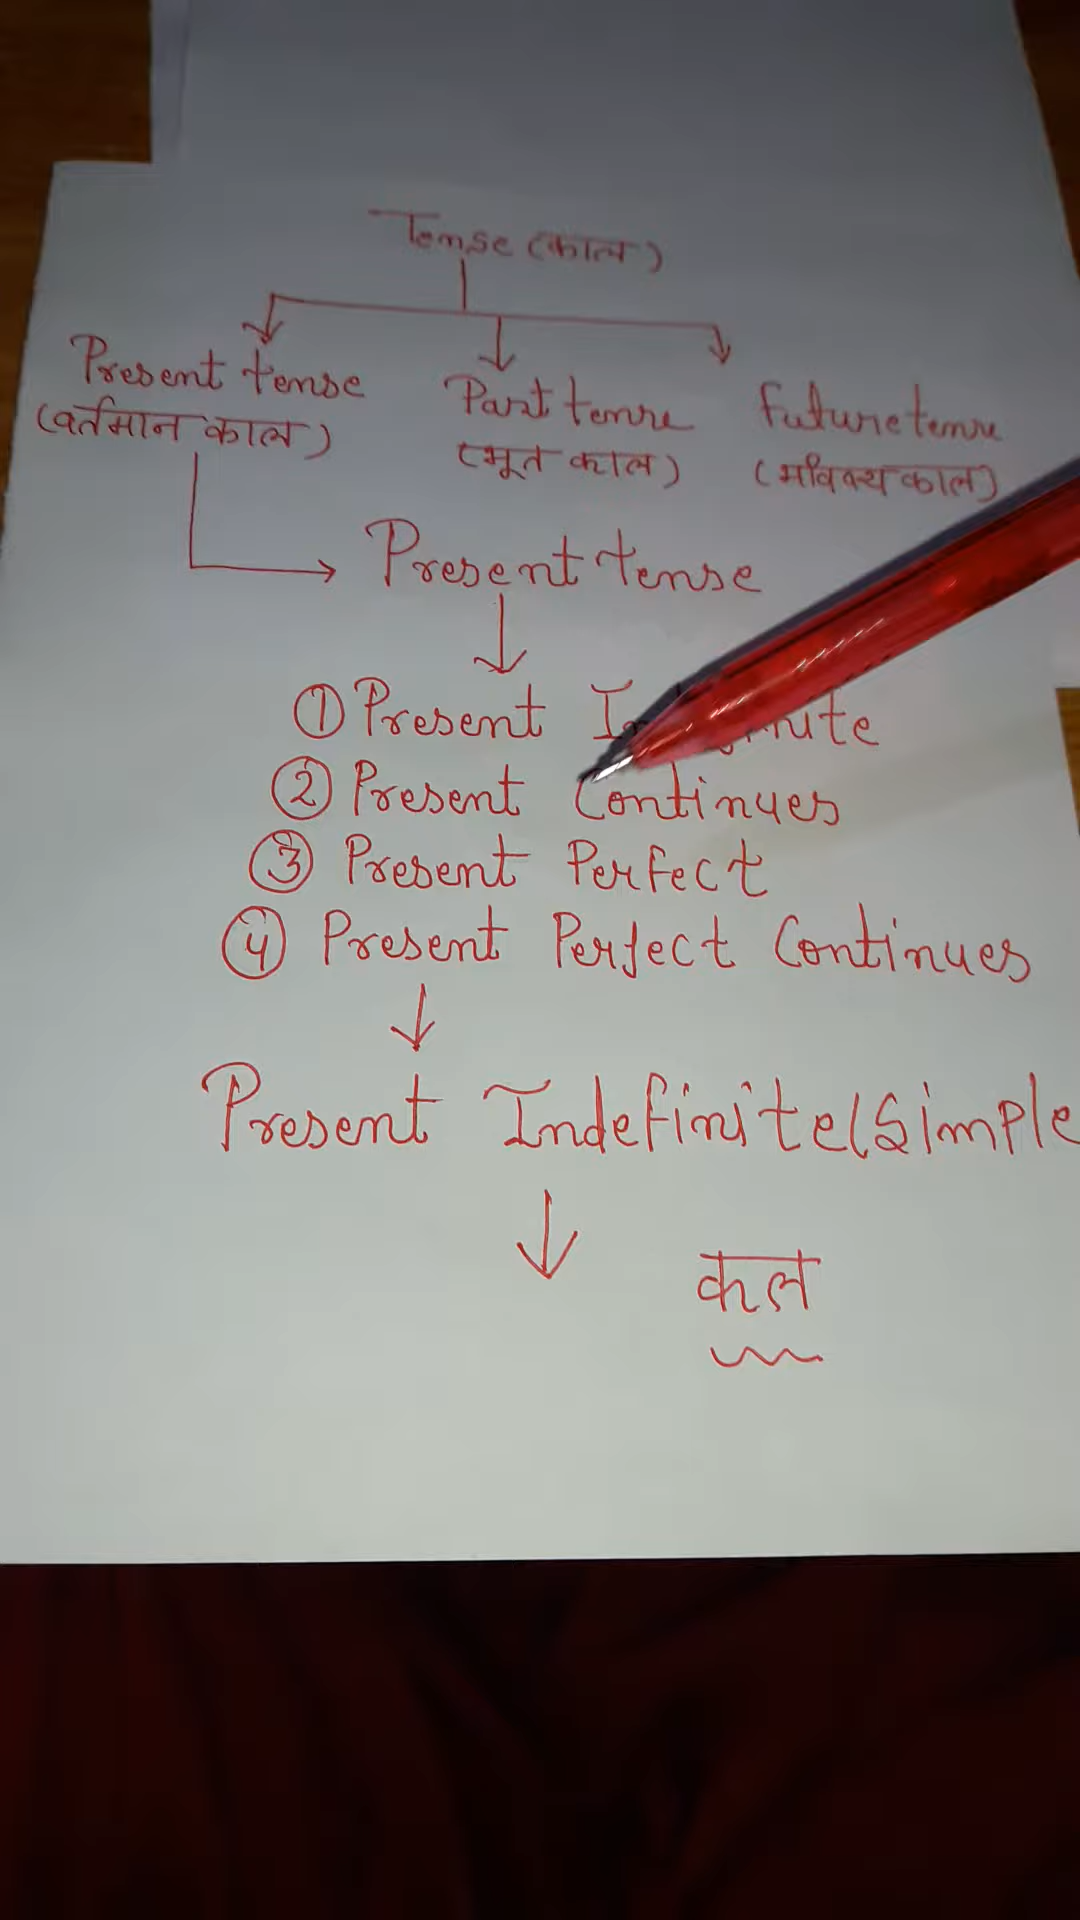 Tense (काल)
Present tense Past tense Future tense
(वर्तमान काल) (भूत काल) (भविष्य काल)
Present tense
① Present
② Present Continues
③ Present Perfect
④ Present Perfect Continues
Present Indefinite (Simple
कल